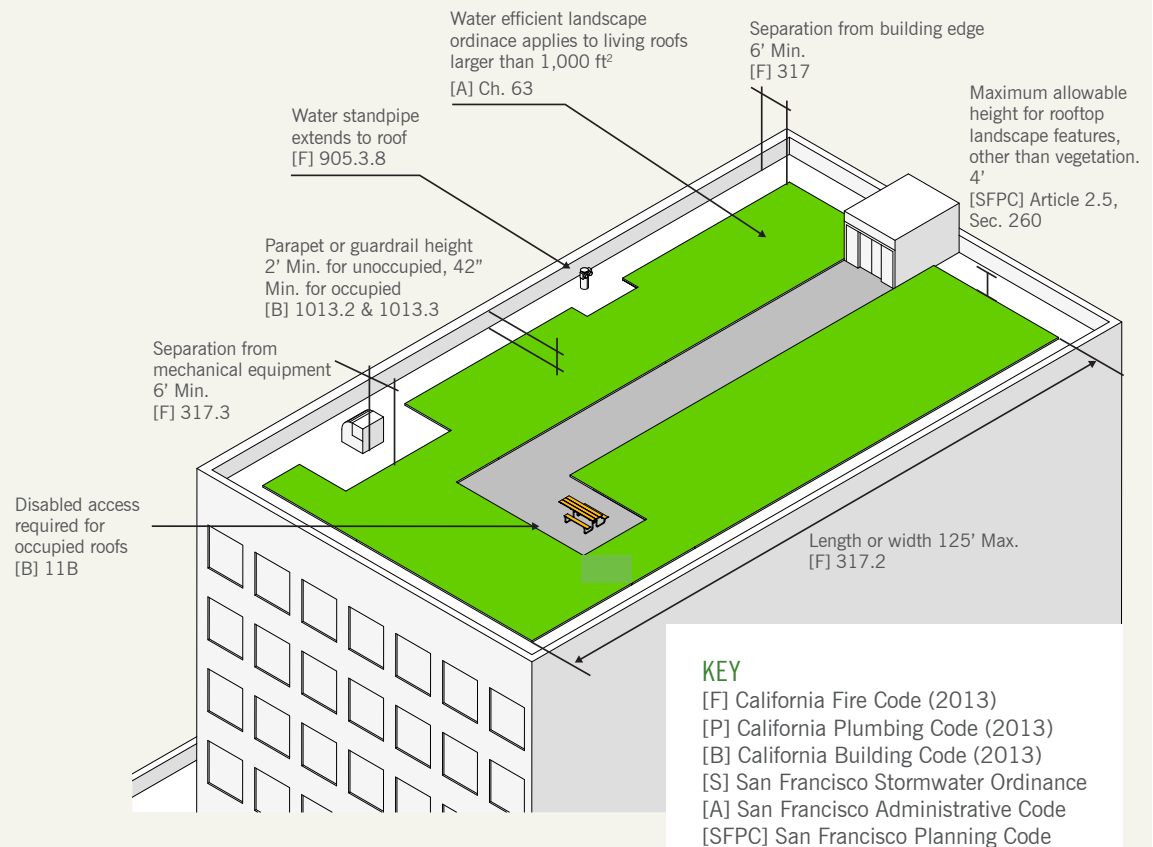 Water efficient landscape
ordinace applies to living roofs
larger than 1,000 ft²
[A] Ch. 63
Separation from building edge
6’ Min.
[F] 317
Maximum allowable
height for rooftop
landscape features,
other than vegetation.
4’
[SFPC] Article 2.5,
Sec. 260
Water standpipe
extends to roof
[F] 905.3.8
Parapet or guardrail height
2’ Min. for unoccupied, 42”
Min. for occupied
[B] 1013.2 & 1013.3
Separation from
mechanical equipment
6’ Min.
[F] 317.3
Disabled access
required for
occupied roofs
[B] 11B
Length or width 125’ Max.
[F] 317.2
KEY
[F] California Fire Code (2013)
[P] California Plumbing Code (2013)
[B] California Building Code (2013)
[S] San Francisco Stormwater Ordinance
[A] San Francisco Administrative Code
[SFPC] San Francisco Planning Code